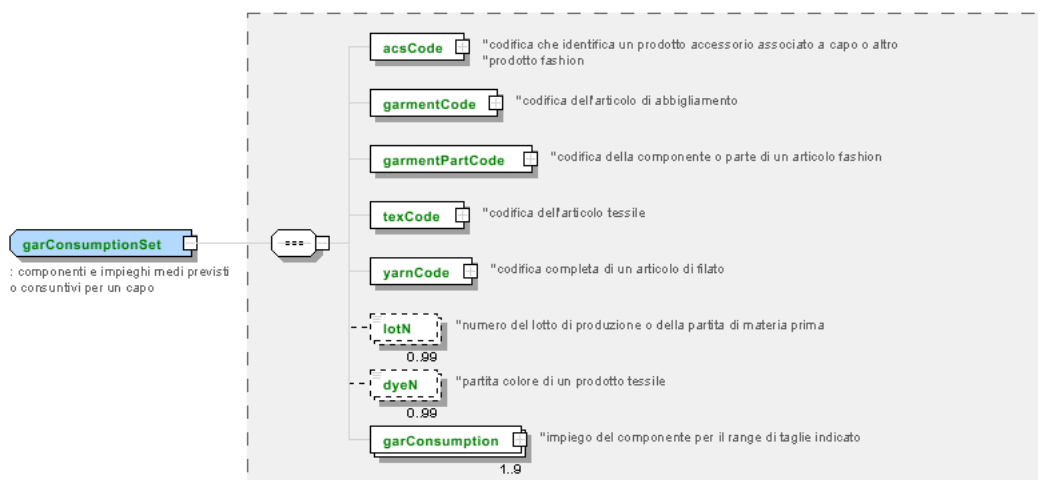 acsCode
"codifica che identifica un prodotto accessorio associato a capo o altro
"prodotto fashion
garmentCode
"codifica dell'articolo di abbigliamento
garmentPartCode
"codifica della componente o parte di un articolo fashion
texCode
"codifica dell'articolo tessile
garConsumptionSet
: componenti e impieghi medi previsti
o consuntivi per un capo
yarnCode
"codifica completa di un articolo di filato
lotN
"numero del lotto di produzione o della partita di materia prima
0..99
dyeN
"partita colore di un prodotto tessile
0..99
garConsumption
"impiego del componente per il range di taglie indicato
1..9